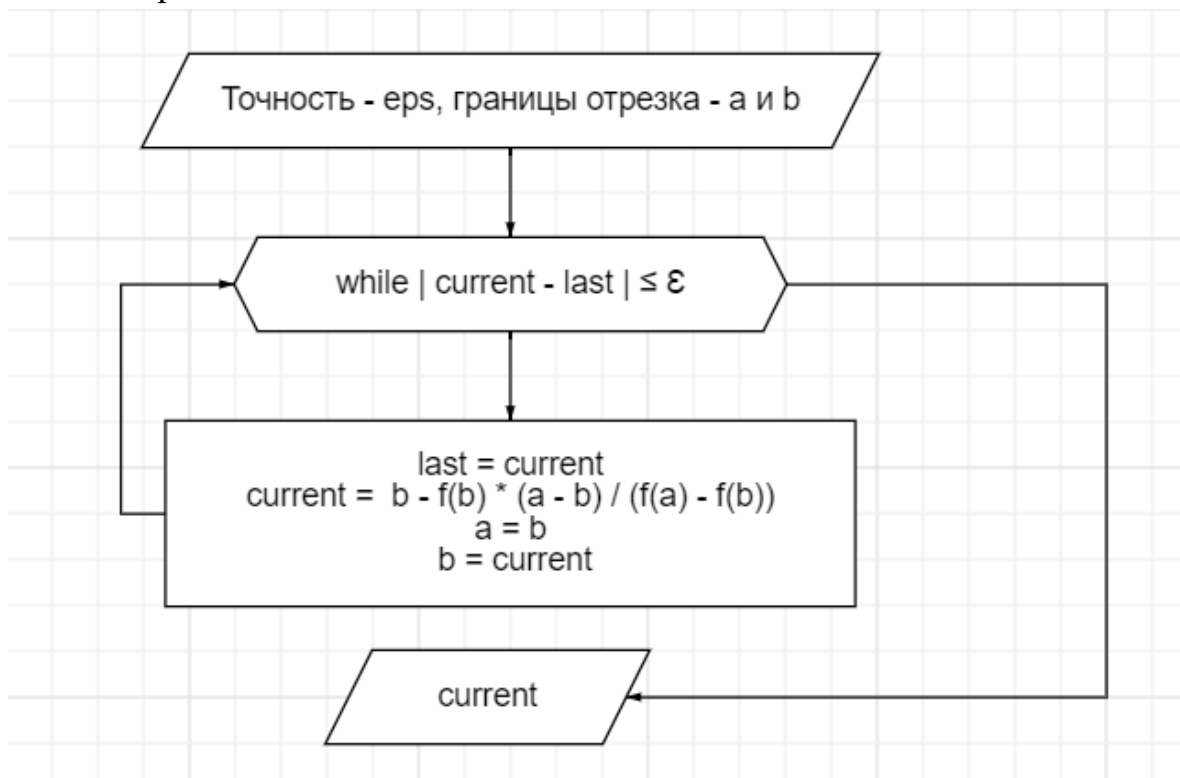 Точность - eps, границы отрезка - a и b
while | current - last | ≤ Ɛ
last = current
current =  b - f(b) * (a - b) / (f(a) - f(b))
a = b
b = current
current